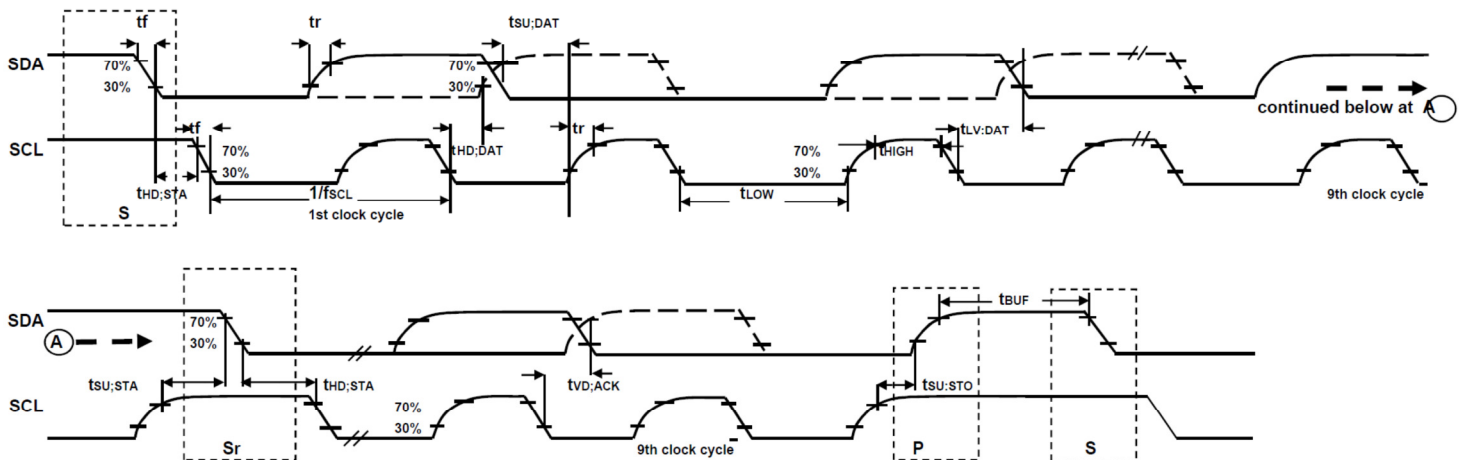 tf tr tSU;DAT
SDA 70% 70%
30% 30%
continued below at A
tf tHD;DAT tr tHIGH tLV:DAT
SCL 70% 70%
30% 30%
tHD;STA 1/fSCL tLOW
S 1st clock cycle 9th clock cycle
tBUF
SDA 70%
A 30%
tSU;STA tHD;STA tVD;ACK tSU:STO
SCL 70%
30%
Sr 9th clock cycle P S